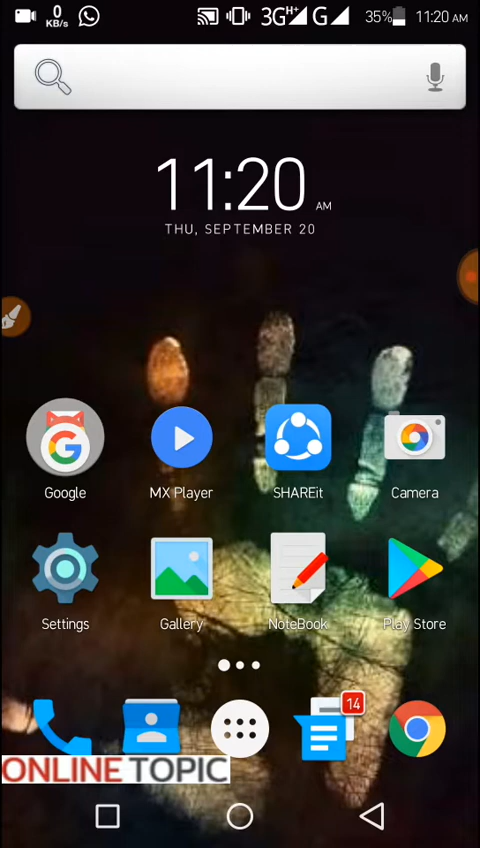 0
KB/s
3G H+ G 35% 11:20 AM
11:20 AM
THU, SEPTEMBER 20
Google MX Player SHAREit Camera
Settings Gallery NoteBook Play Store
14
ONLINE TOPIC